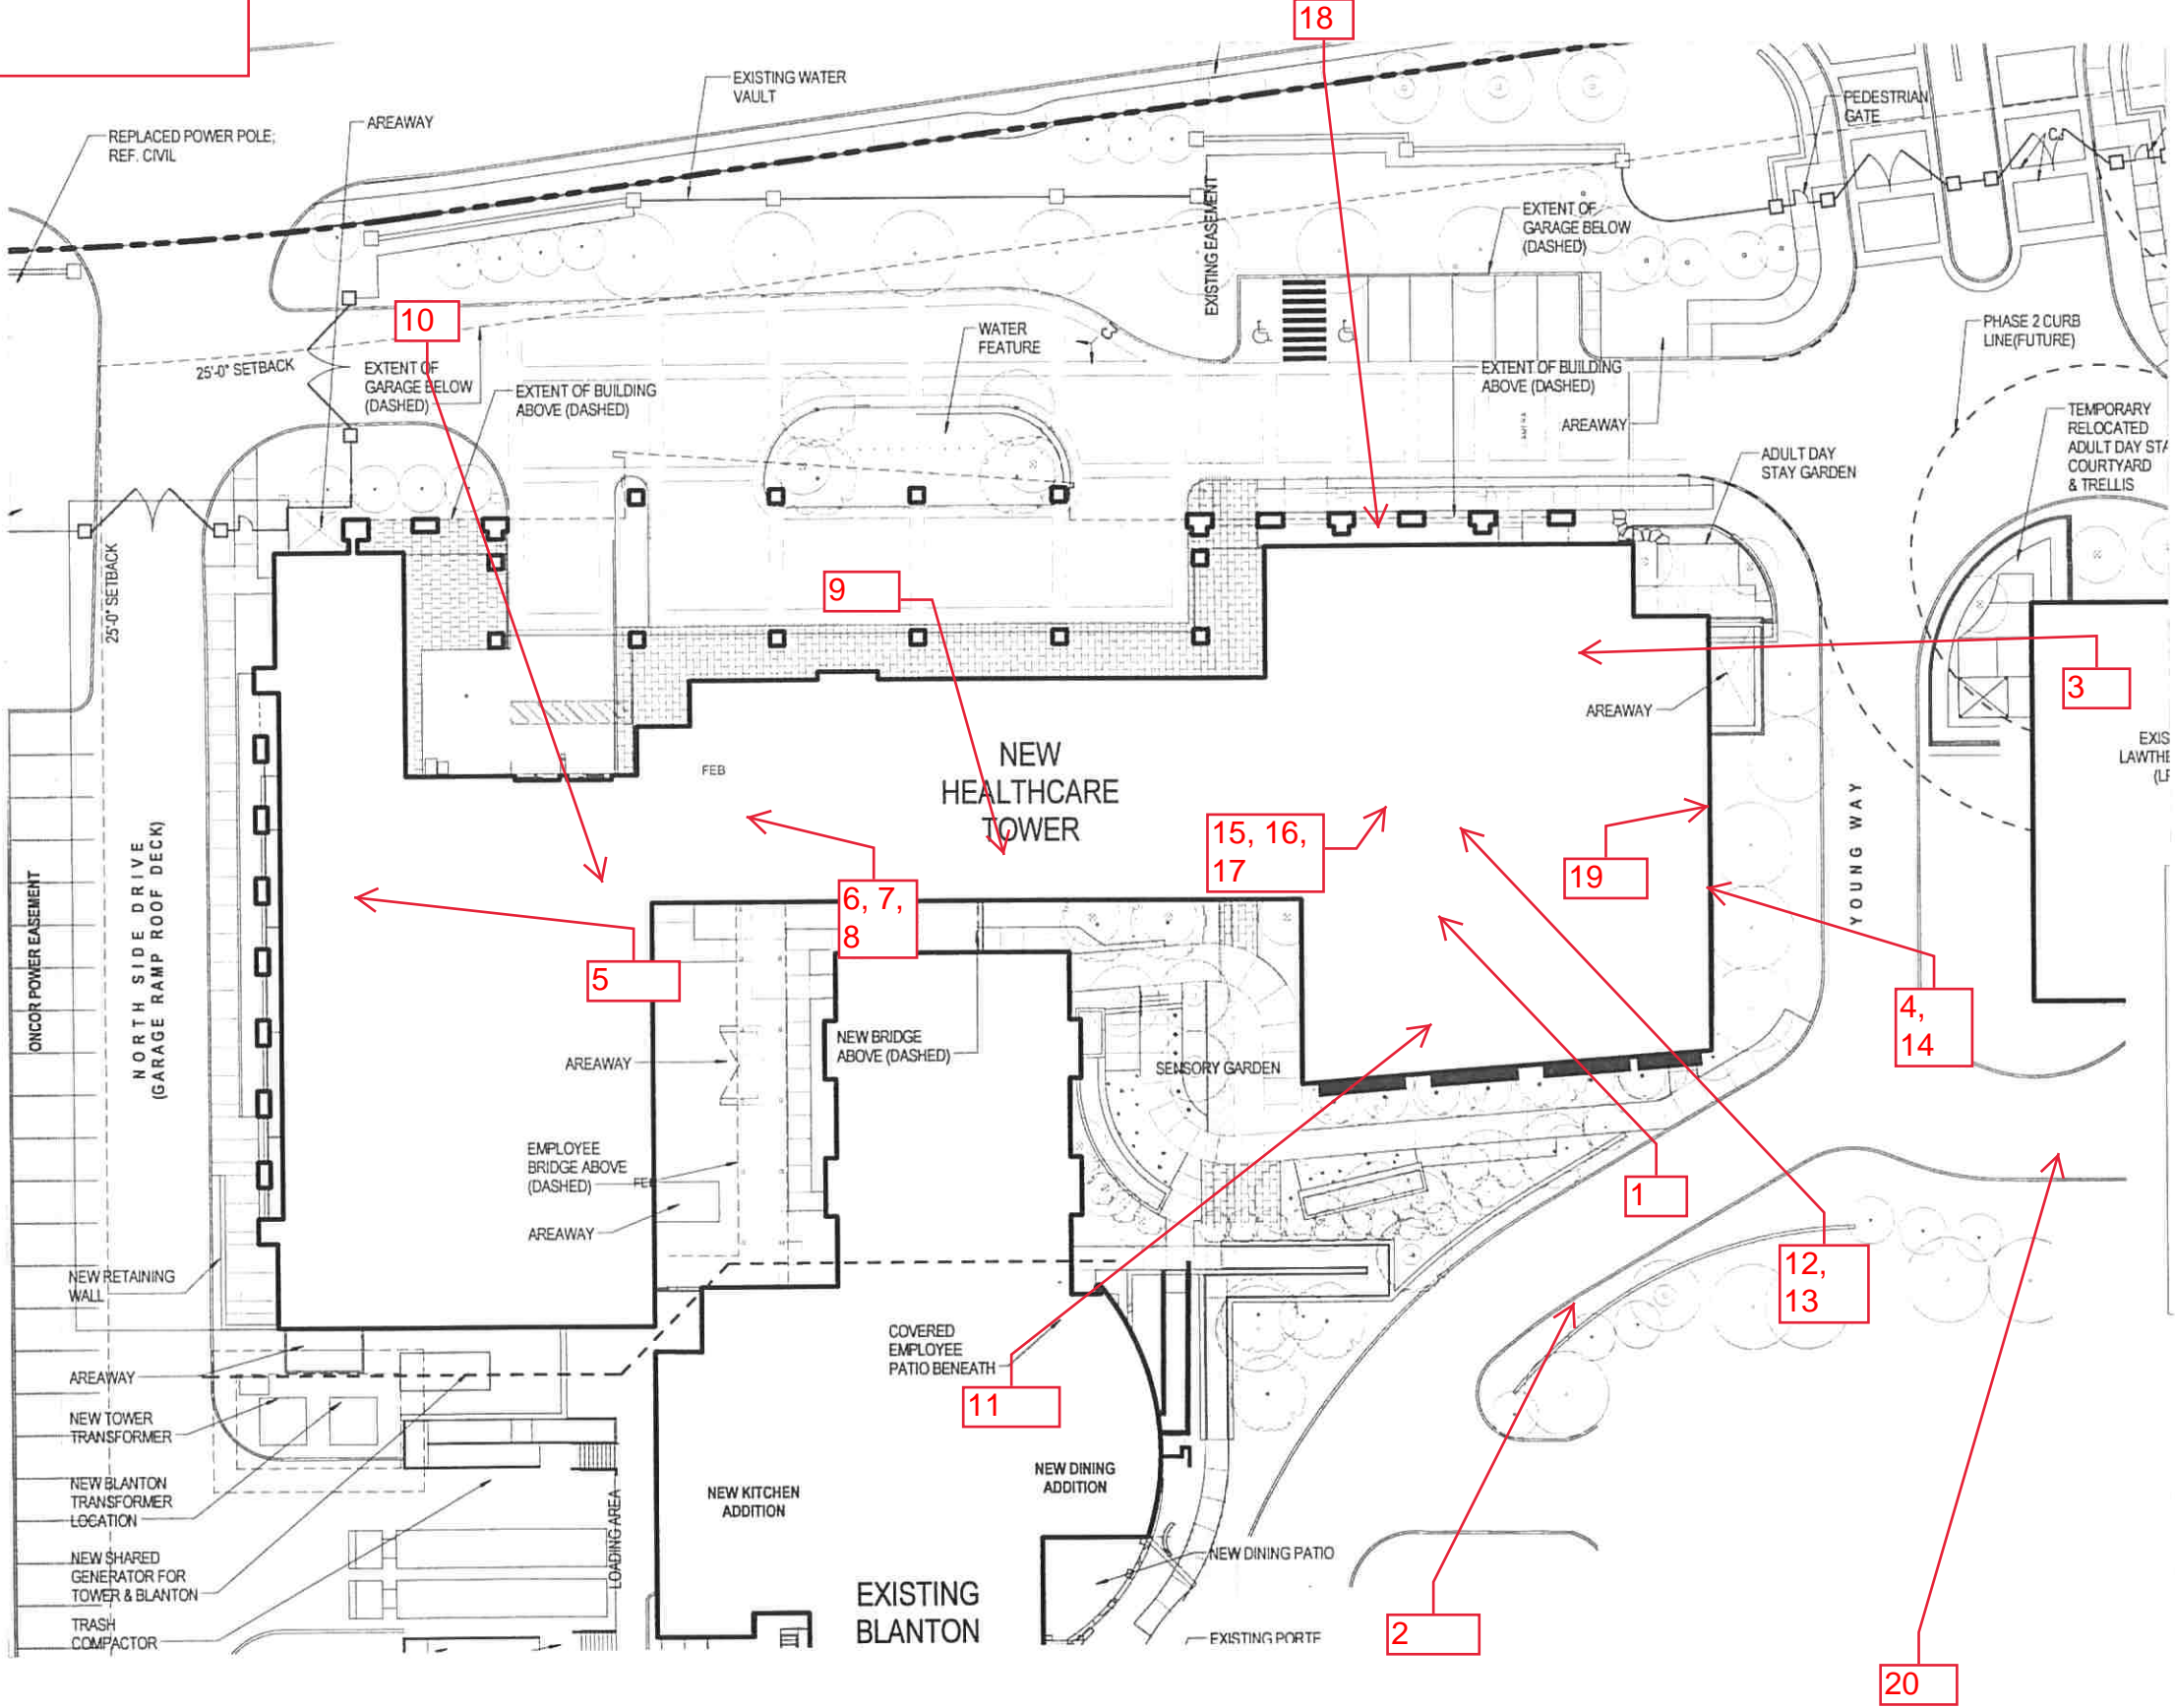 18
EXISTING WATER
VAULT
AREAWAY
REPLACED POWER POLE;
REF. CIVIL
PEDESTRIAN
GATE
CJ
EXISTING EASEMENT
EXTENT OF
GARAGE BELOW
(DASHED)
10
WATER
FEATURE
CJ
PHASE 2 CURB
LINE(FUTURE)
25'-0" SETBACK
EXTENT OF
GARAGE BELOW
(DASHED)
EXTENT OF BUILDING
ABOVE (DASHED)
EXTENT OF BUILDING
ABOVE (DASHED)
AREAWAY
TEMPORARY
RELOCATED
ADULT DAY STA
COURTYARD
& TRELLIS
ADULT DAY
STAY GARDEN
25'-0" SETBACK
9
3
AREAWAY
EXIS
LAWTHE
(LF
FEB
NEW
HEALTHCARE
TOWER
15, 16,
17
19
YOUNG WAY
ONCOR POWER EASEMENT
NORTH SIDE DRIVE
(GARAGE RAMP ROOF DECK)
6, 7,
8
5
4,
14
NEW BRIDGE
ABOVE (DASHED)
AREAWAY
SENSORY GARDEN
EMPLOYEE
BRIDGE ABOVE
(DASHED)
FEB
AREAWAY
1
12,
13
NEW RETAINING
WALL
COVERED
EMPLOYEE
PATIO BENEATH
AREAWAY
11
NEW TOWER
TRANSFORMER
NEW BLANTON
TRANSFORMER
LOCATION
NEW KITCHEN
ADDITION
NEW DINING
ADDITION
LOADING AREA
NEW SHARED
GENERATOR FOR
TOWER & BLANTON
NEW DINING PATIO
EXISTING
BLANTON
TRASH
COMPACTOR
EXISTING PORTE
2
20